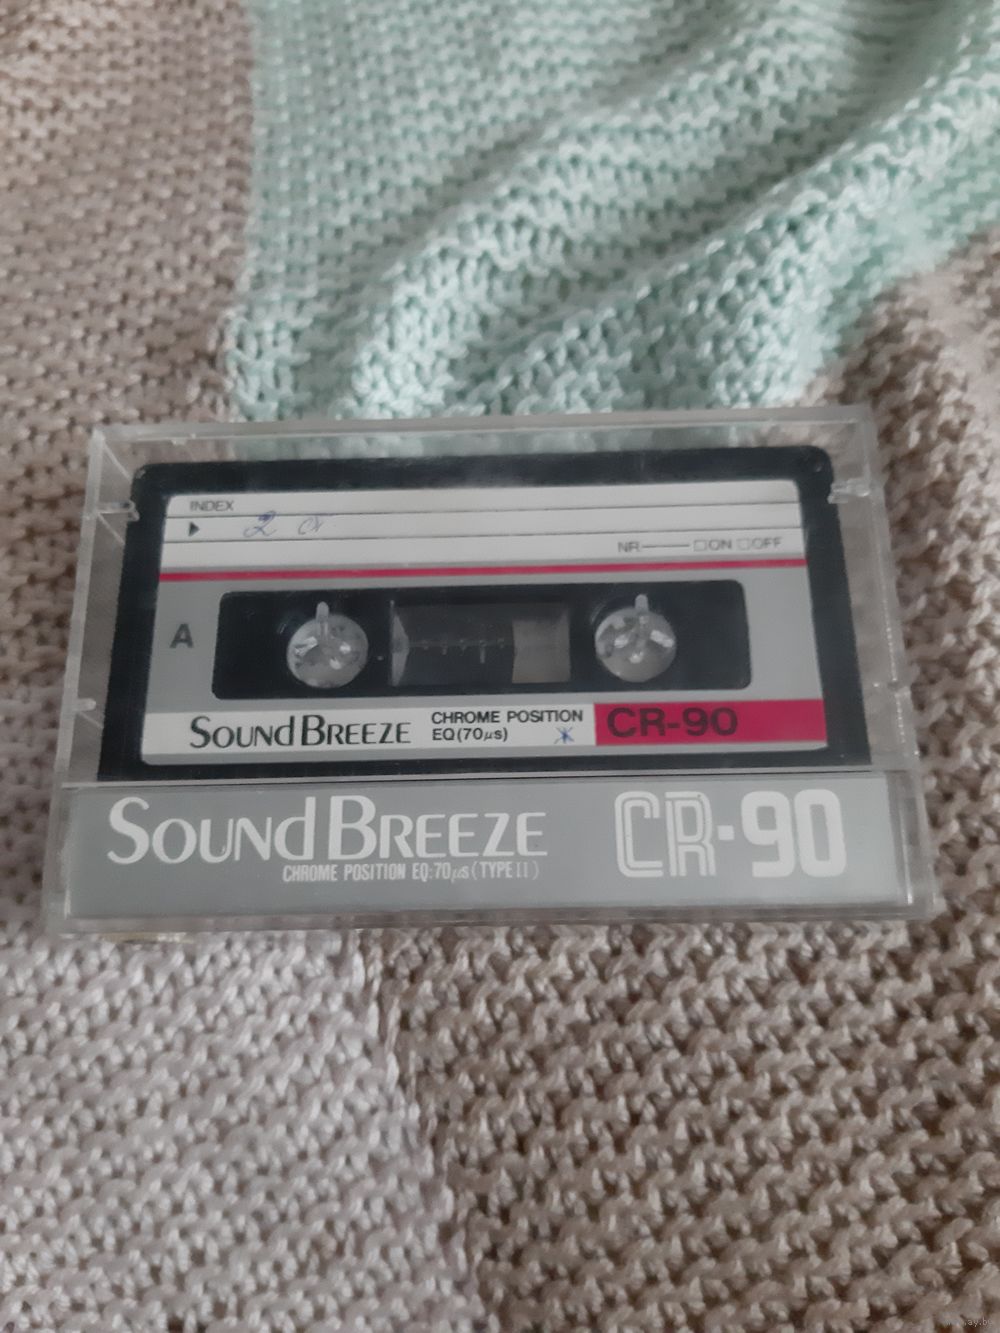 INDEX
2 ст
NR ON OFF
A
SOUND BREEZE
CHROME POSITION
EQ(70μs)
CR-90
SOUND BREEZE
CHROME POSITION EQ:70μs(TYPE II)
CR-90